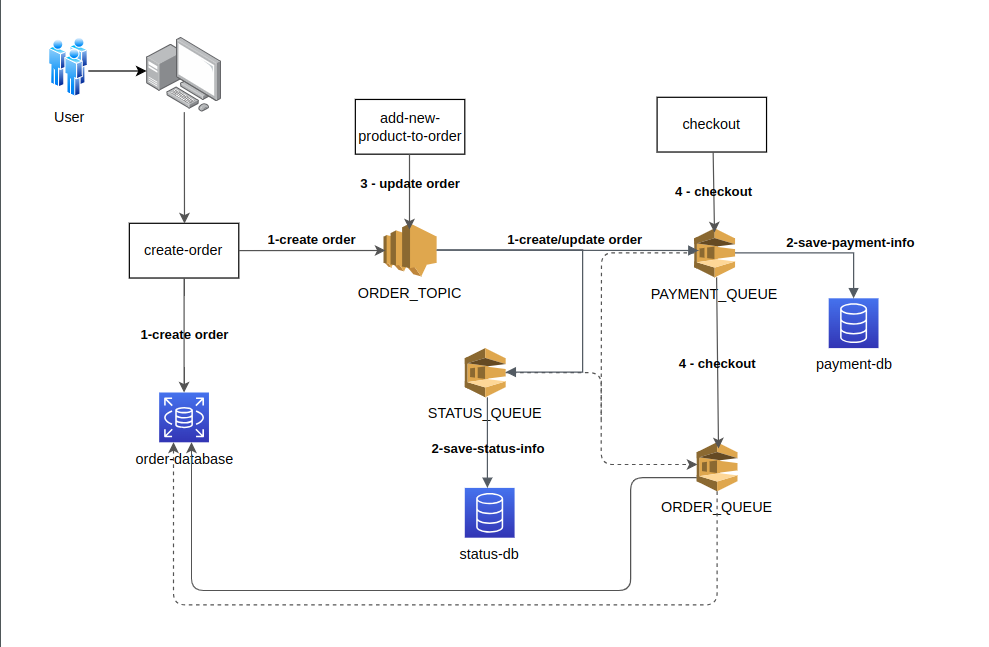 User
add-new-
product-to-order
checkout
3 - update order
4 - checkout
create-order
1-create order
1-create/update order
2-save-payment-info
ORDER_TOPIC
PAYMENT_QUEUE
1-create order
4 - checkout
payment-db
STATUS_QUEUE
order-database
2-save-status-info
ORDER_QUEUE
status-db